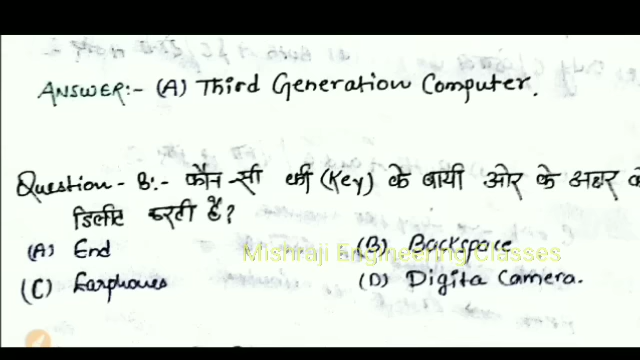 ANSWER:- (A) Third Generation Computer.
Question - 8:- कौन-सी की (Key) के बायी ओर के अक्षर को
डिलीट करती हैं?
(A) End (B) Backspace
Mishraji Engineering Classes
(C) Earphones (D) Digita Camera.